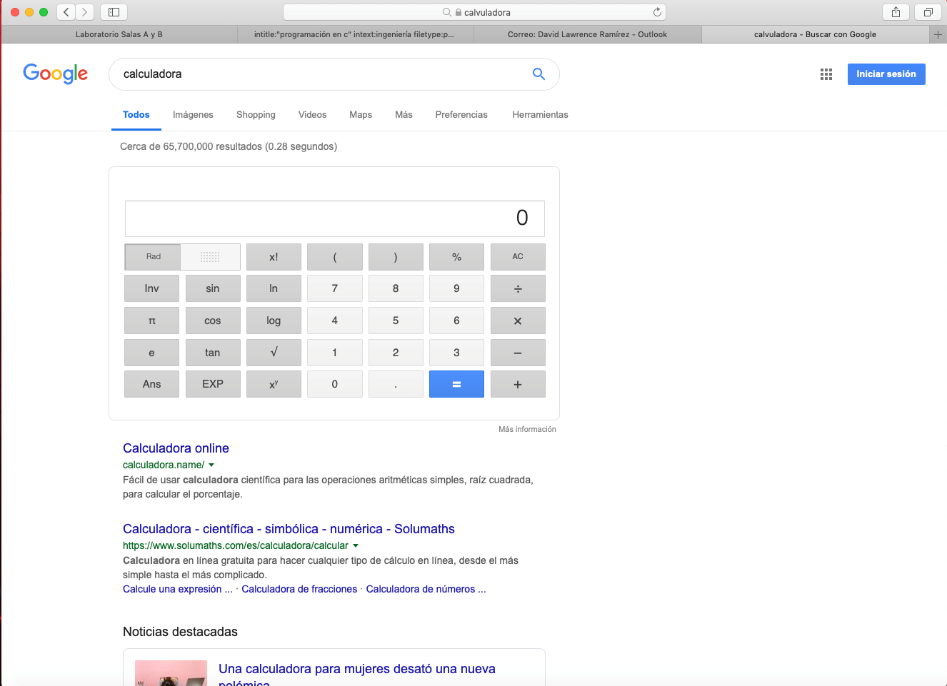 calvuladora
Laboratorio Salas A y B
intitle:"programación en c" intext:ingeniería filetype:p...
Correo: David Lawrence Ramírez - Outlook
calvuladora - Buscar con Google
Google
calculadora
Iniciar sesión
Todos Imágenes Shopping Videos Maps Más Preferencias Herramientas
Cerca de 65,700,000 resultados (0.28 segundos)
0
Rad x! ( ) % AC
Inv sin ln 7 8 9 ÷
π cos log 4 5 6 ×
e tan √ 1 2 3 −
Ans EXP xʸ 0 . = +
Más información
Calculadora online
calculadora.name/
Fácil de usar calculadora científica para las operaciones aritméticas simples, raíz cuadrada,
para calcular el porcentaje.
Calculadora - científica - simbólica - numérica - Solumaths
https://www.solumaths.com/es/calculadora/calcular
Calculadora en línea gratuita para hacer cualquier tipo de cálculo en línea, desde el más
simple hasta el más complicado.
Calcule una expresión ... · Calculadora de fracciones · Calculadora de números ...
Noticias destacadas
Una calculadora para mujeres desató una nueva
polémica